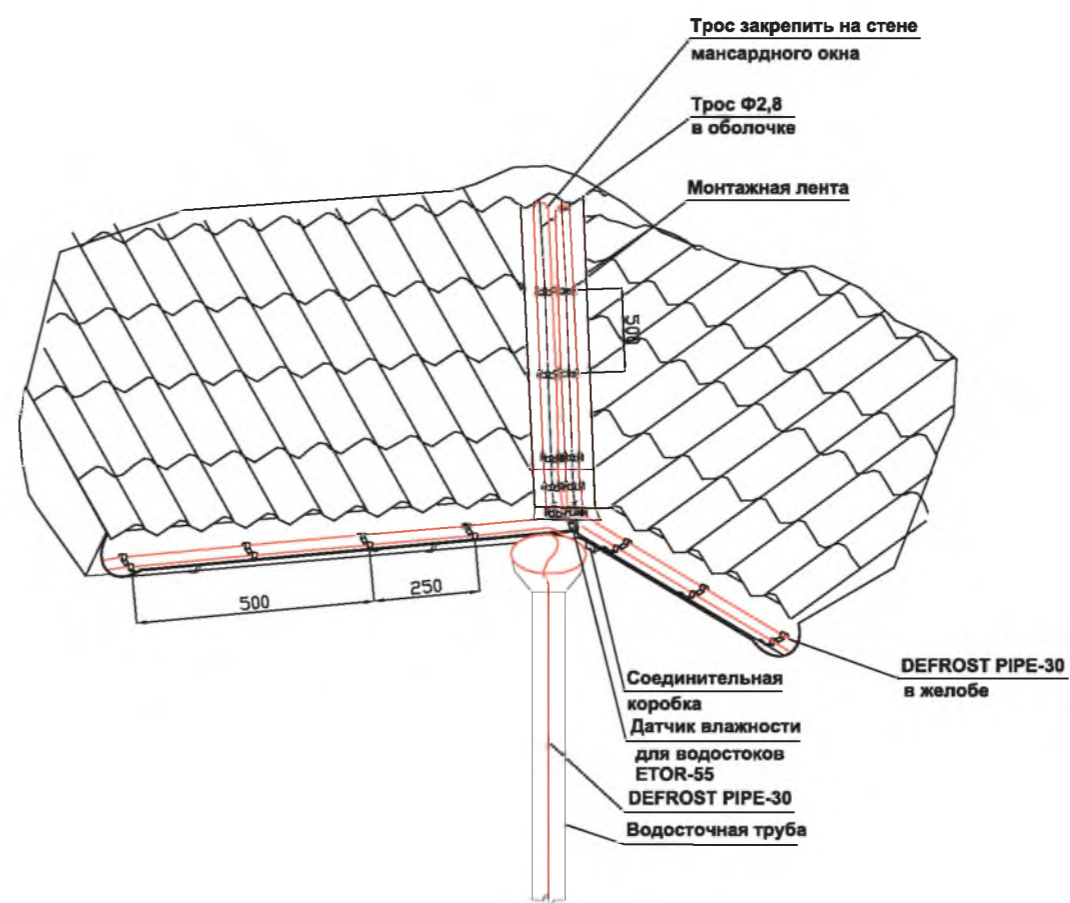 Трос закрепить на стене
мансардного окна
Трос Ф2,8
в оболочке
Монтажная лента
500
500
250
DEFROST PIPE-30
в желобе
Соединительная
коробка
Датчик влажности
для водостоков
ETOR-55
DEFROST PIPE-30
Водосточная труба